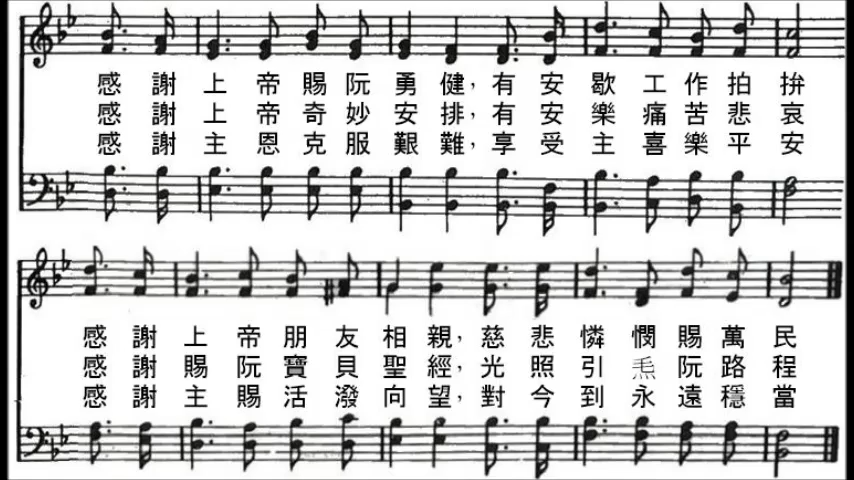 感謝上帝賜阮勇健，有安歇工作拍拚
感謝上帝奇妙安排，有安樂痛苦悲哀
感謝主恩克服艱難，享受主喜樂平安
感謝上帝朋友相親，慈悲憐憫賜萬民
感謝賜阮寶貝聖經，光照引𤆬阮路程
感謝主賜活潑向望，對今到永遠穩當